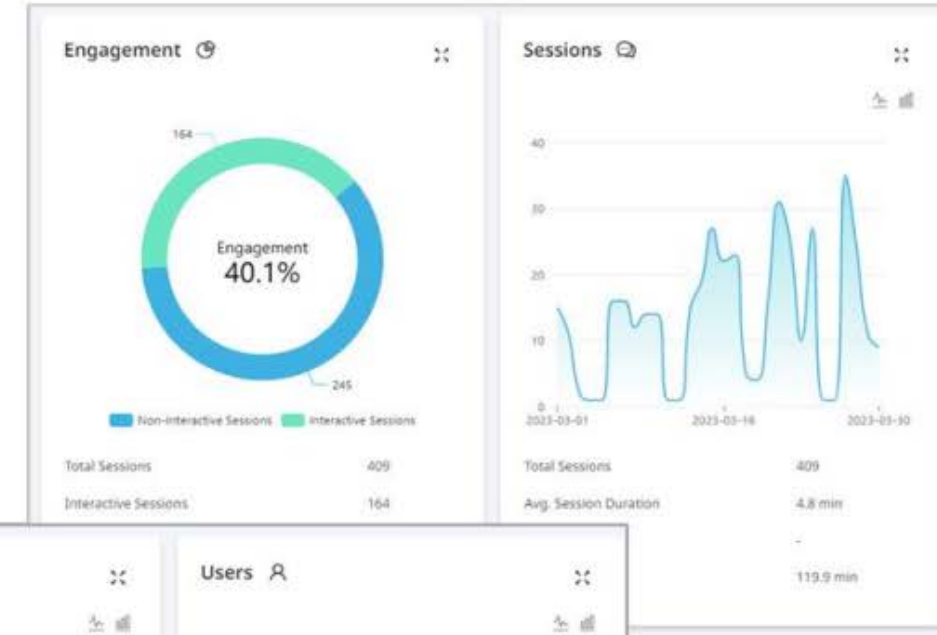 Engagement
164
Engagement
40.1%
245
Non-Interactive Sessions Interactive Sessions
Total Sessions 409
Interactive Sessions 164
Sessions
40
30
20
10
0
2023-03-01 2023-03-16 2023-03-30
Total Sessions 409
Avg. Session Duration 4.8 min
-
119.9 min
Users